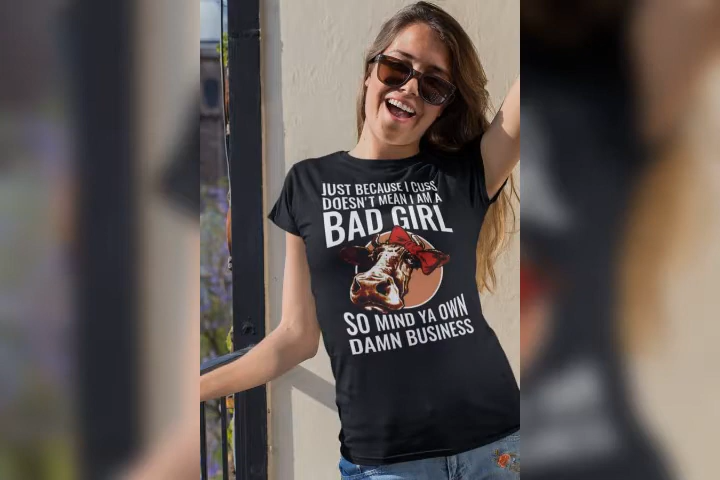 JUST BECAUSE I CUSS
DOESN'T MEAN I AM A
BAD GIRL
SO MIND YA OWN
DAMN BUSINESS